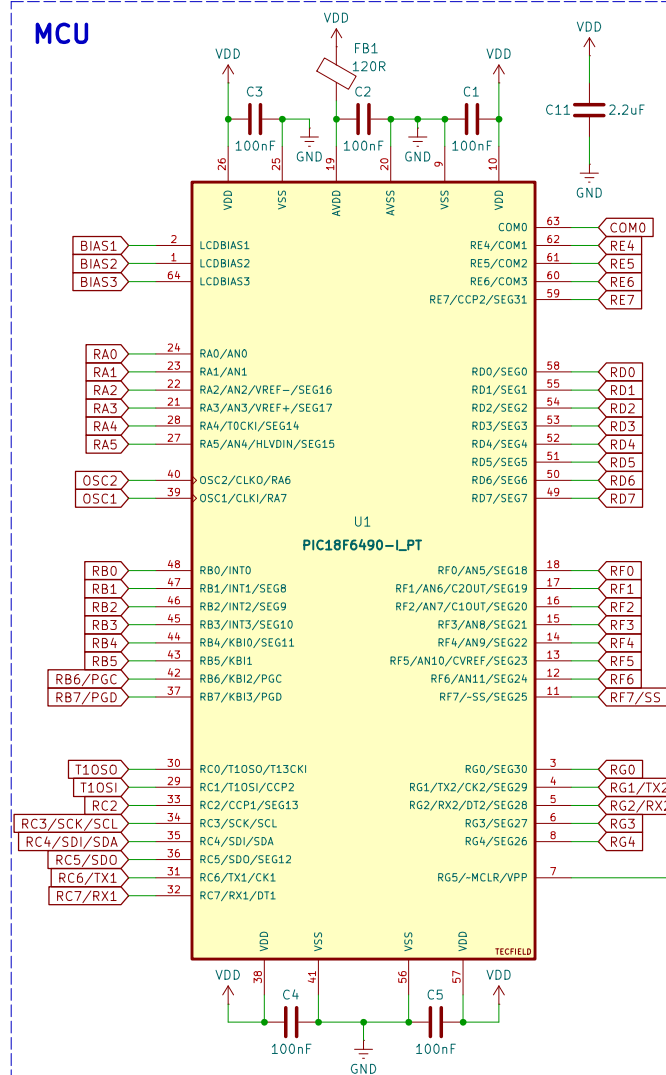 MCU
VDD
VDD
VDD
VDD
FB1
120R
C3
C2
C1
C11
2.2uF
100nF
GND
100nF
GND
100nF
GND
26
25
19
20
9
10
VDD
VSS
AVDD
AVSS
VSS
VDD
COM0 63 COM0
BIAS1 2 LCDBIAS1 RE4/COM1 62 RE4
BIAS2 1 LCDBIAS2 RE5/COM2 61 RE5
BIAS3 64 LCDBIAS3 RE6/COM3 60 RE6
RE7/CCP2/SEG31 59 RE7
RA0 24 RA0/AN0
RA1 23 RA1/AN1 RD0/SEG0 58 RD0
RA2 22 RA2/AN2/VREF-/SEG16 RD1/SEG1 55 RD1
RA3 21 RA3/AN3/VREF+/SEG17 RD2/SEG2 54 RD2
RA4 28 RA4/T0CKI/SEG14 RD3/SEG3 53 RD3
RA5 27 RA5/AN4/HLVDIN/SEG15 RD4/SEG4 52 RD4
RD5/SEG5 51 RD5
OSC2 40 OSC2/CLKO/RA6 RD6/SEG6 50 RD6
OSC1 39 OSC1/CLKI/RA7 RD7/SEG7 49 RD7
U1
PIC18F6490-I_PT
RB0 48 RB0/INT0 RF0/AN5/SEG18 18 RF0
RB1 47 RB1/INT1/SEG8 RF1/AN6/C2OUT/SEG19 17 RF1
RB2 46 RB2/INT2/SEG9 RF2/AN7/C1OUT/SEG20 16 RF2
RB3 45 RB3/INT3/SEG10 RF3/AN8/SEG21 15 RF3
RB4 44 RB4/KBI0/SEG11 RF4/AN9/SEG22 14 RF4
RB5 43 RB5/KBI1 RF5/AN10/CVREF/SEG23 13 RF5
RB6/PGC 42 RB6/KBI2/PGC RF6/AN11/SEG24 12 RF6
RB7/PGD 37 RB7/KBI3/PGD RF7/-SS/SEG25 11 RF7/SS
T1OSO 30 RC0/T1OSO/T13CKI RG0/SEG30 3 RG0
T1OSI 29 RC1/T1OSI/CCP2 RG1/TX2/CK2/SEG29 4 RG1/TX2
RC2 33 RC2/CCP1/SEG13 RG2/RX2/DT2/SEG28 5 RG2/RX2
RC3/SCK/SCL 34 RC3/SCK/SCL RG3/SEG27 6 RG3
RC4/SDI/SDA 35 RC4/SDI/SDA RG4/SEG26 8 RG4
RC5/SDO 36 RC5/SDO/SEG12
RC6/TX1 31 RC6/TX1/CK1 RG5/-MCLR/VPP 7
RC7/RX1 32 RC7/RX1/DT1
VDD
VSS
VSS
VDD
TECFIELD
38
41
56
57
VDD
VDD
C4
C5
100nF
100nF
GND